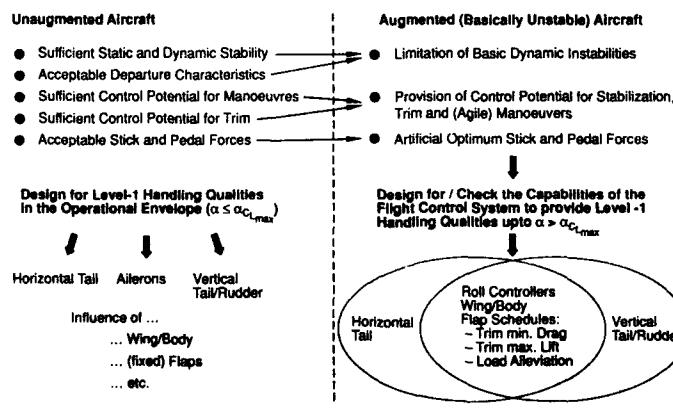 Unaugmented Aircraft
Sufficient Static and Dynamic Stability
Acceptable Departure Characteristics
Sufficient Control Potential for Manoeuvres
Sufficient Control Potential for Trim
Acceptable Stick and Pedal Forces
Design for Level-1 Handling Qualities
in the Operational Envelope (α ≤ αCLmax)
Horizontal Tail
Ailerons
Vertical
Tail/Rudder
Influence of ...
... Wing/Body
... (fixed) Flaps
... etc.
Augmented (Basically Unstable) Aircraft
Limitation of Basic Dynamic Instabilities
Provision of Control Potential for Stabilization,
Trim and (Agile) Manoeuvers
Artificial Optimum Stick and Pedal Forces
Design for / Check the Capabilities of the
Flight Control System to provide Level -1
Handling Qualities upto α > αCLmax
Horizontal
Tail
Roll Controllers
Wing/Body
Flap Schedules:
– Trim min. Drag
– Trim max. Lift
– Load Alleviation
Vertical
Tail/Rudder